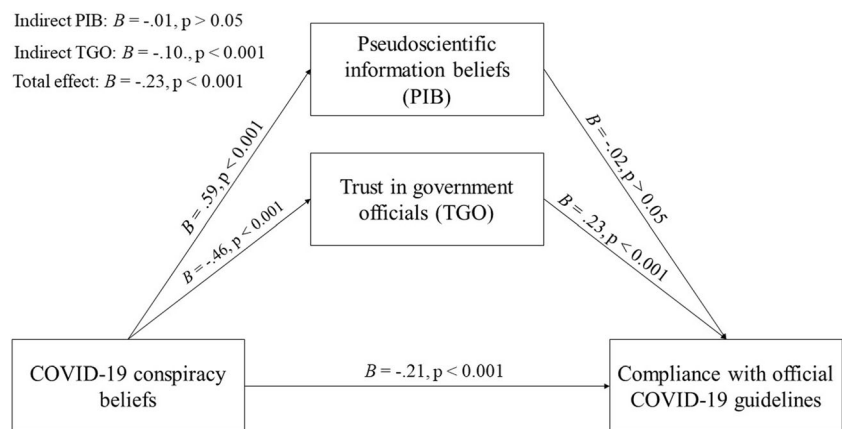 Indirect PIB: B = -.01, p > 0.05
Indirect TGO: B = -.10., p < 0.001
Total effect: B = -.23, p < 0.001
Pseudoscientific
information beliefs
(PIB)
B = .59, p < 0.001
B = -.02, p > 0.05
Trust in government
officials (TGO)
B = -.46, p < 0.001
B = .23, p < 0.001
COVID-19 conspiracy
beliefs
B = -.21, p < 0.001
Compliance with official
COVID-19 guidelines